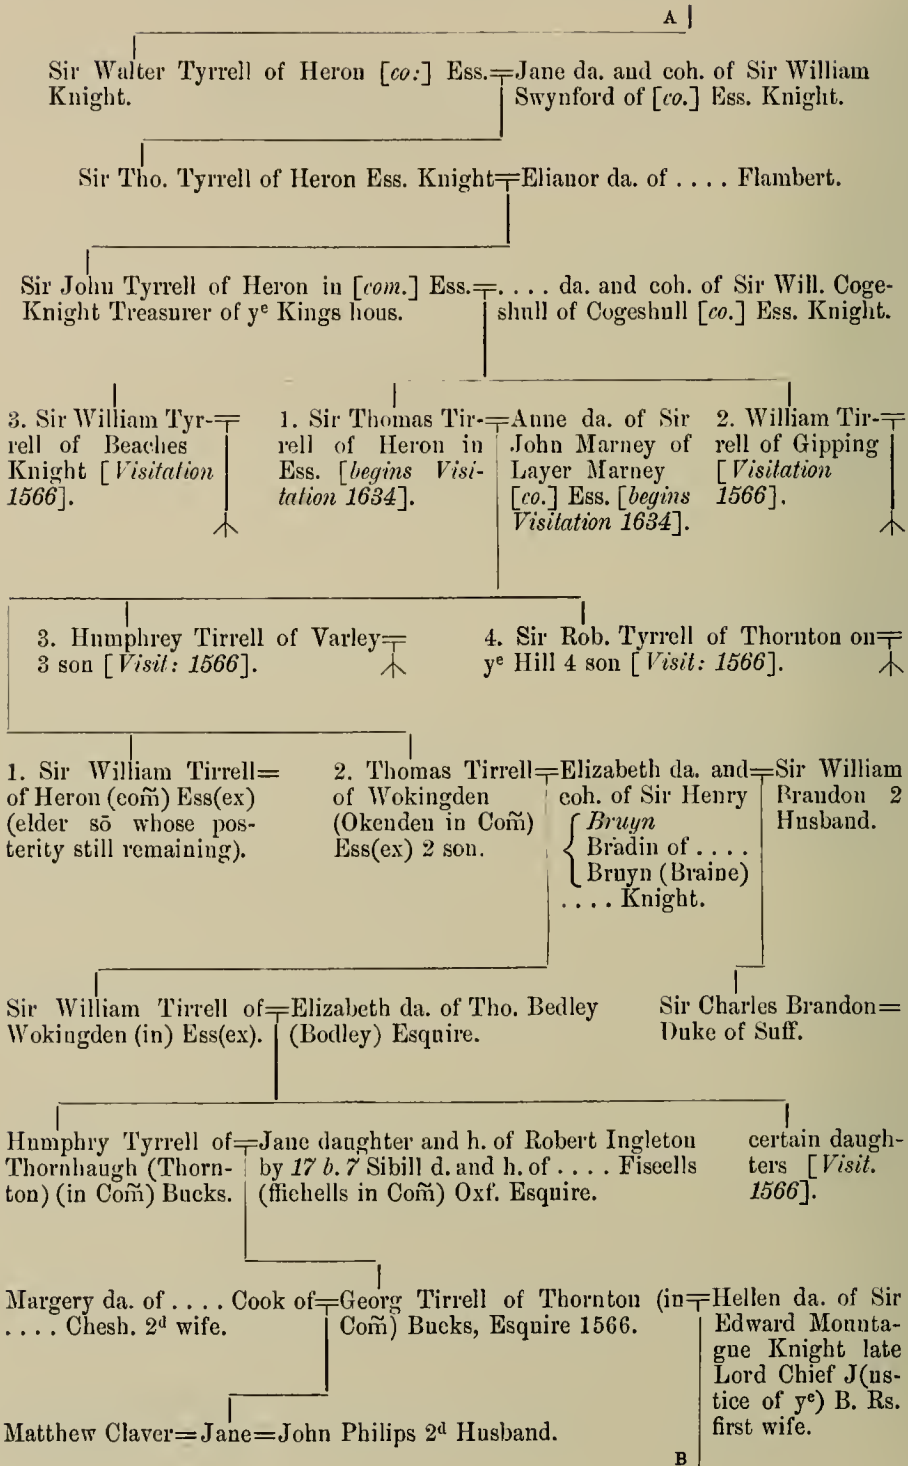 A
Sir Walter Tyrrell of Heron [co:] Ess.=Jane da. and coh. of Sir William
Knight. Swynford of [co.] Ess. Knight.
Sir Tho. Tyrrell of Heron Ess. Knight=Elianor da. of . . . . Flambert.
Sir John Tyrrell of Heron in [com.] Ess.=. . . . da. and coh. of Sir Will. Coge-
Knight Treasurer of yᵉ Kings hous. shull of Cogeshull [co.] Ess. Knight.
3. Sir William Tyr-=
rell of Beaches
Knight [Visitation
1566].
1. Sir Thomas Tir-=
rell of Heron in
Ess. [begins Visi-
tation 1634].
Anne da. of Sir
John Marney of
Layer Marney
[co.] Ess. [begins
Visitation 1634].
2. William Tir-=
rell of Gipping
[Visitation
1566].
3. Humphrey Tirrell of Varley=
3 son [Visit: 1566].
4. Sir Rob. Tyrrell of Thornton on=
yᵉ Hill 4 son [Visit: 1566].
1. Sir William Tirrell=
of Heron (com̃) Ess(ex)
(elder sō whose pos-
terity still remaining).
2. Thomas Tirrell=
of Wokingden
(Okenden in Com̃)
Ess(ex) 2 son.
Elizabeth da. and=
coh. of Sir Henry
Bruyn
Bradin of . . . .
Bruyn (Braine)
. . . . Knight.
Sir William
Brandon 2
Husband.
Sir William Tirrell of=Elizabeth da. of Tho. Bedley
Wokingden (in) Ess(ex). (Bodley) Esquire.
Sir Charles Brandon=
Duke of Suff.
Humphry Tyrrell of=Jane daughter and h. of Robert Ingleton
Thornhaugh (Thorn- by 17 b. 7 Sibill d. and h. of . . . . Fiscells
ton) (in Com̃) Bucks. (ffichells in Com̃) Oxf. Esquire.
certain daugh-
ters [Visit.
1566].
Margery da. of . . . . Cook of=Georg Tirrell of Thornton (in=
. . . . Chesh. 2ᵈ wife. Com̃) Bucks, Esquire 1566.
Hellen da. of Sir
Edward Mounta-
gue Knight late
Lord Chief J(us-
tice of yᵉ) B. Rs.
first wife.
Matthew Claver=Jane=John Philips 2ᵈ Husband.
B